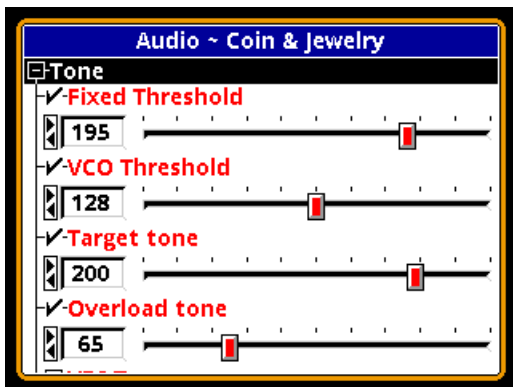 Audio ~ Coin & Jewelry
Tone
Fixed Threshold
195
VCO Threshold
128
Target tone
200
Overload tone
65